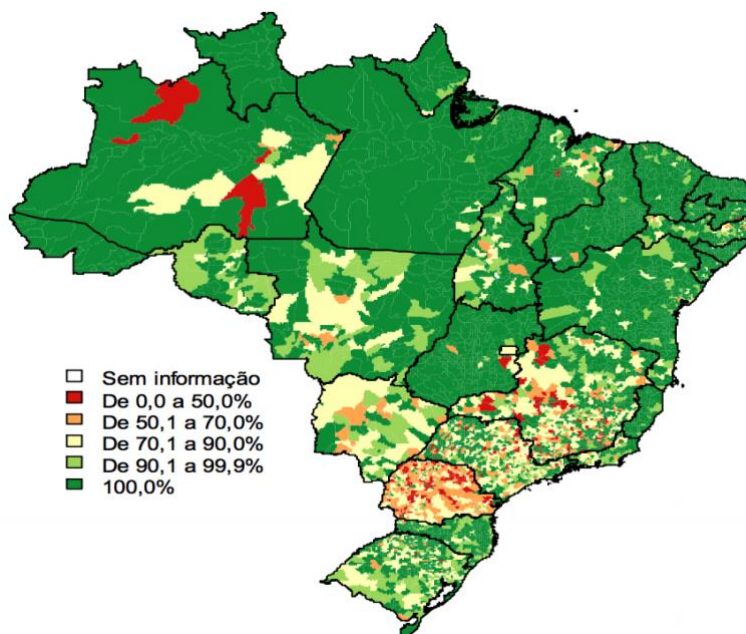 Sem informação
De 0,0 a 50,0%
De 50,1 a 70,0%
De 70,1 a 90,0%
De 90,1 a 99,9%
100,0%